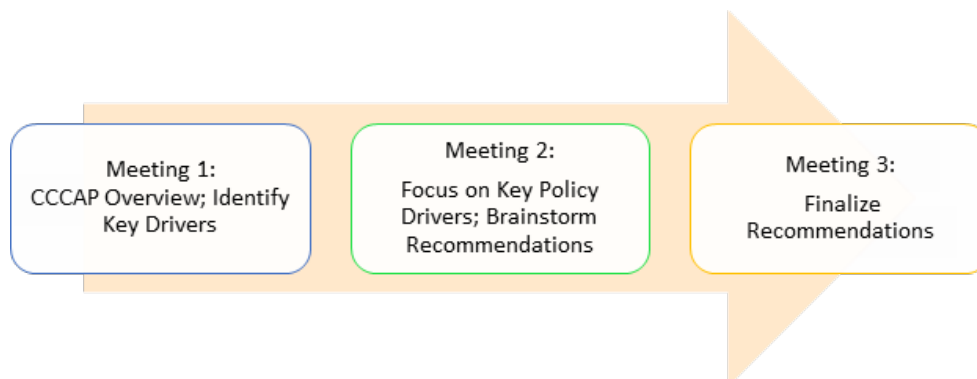 Meeting 1:
CCCAP Overview; Identify
Key Drivers
Meeting 2:
Focus on Key Policy
Drivers; Brainstorm
Recommendations
Meeting 3:
Finalize
Recommendations